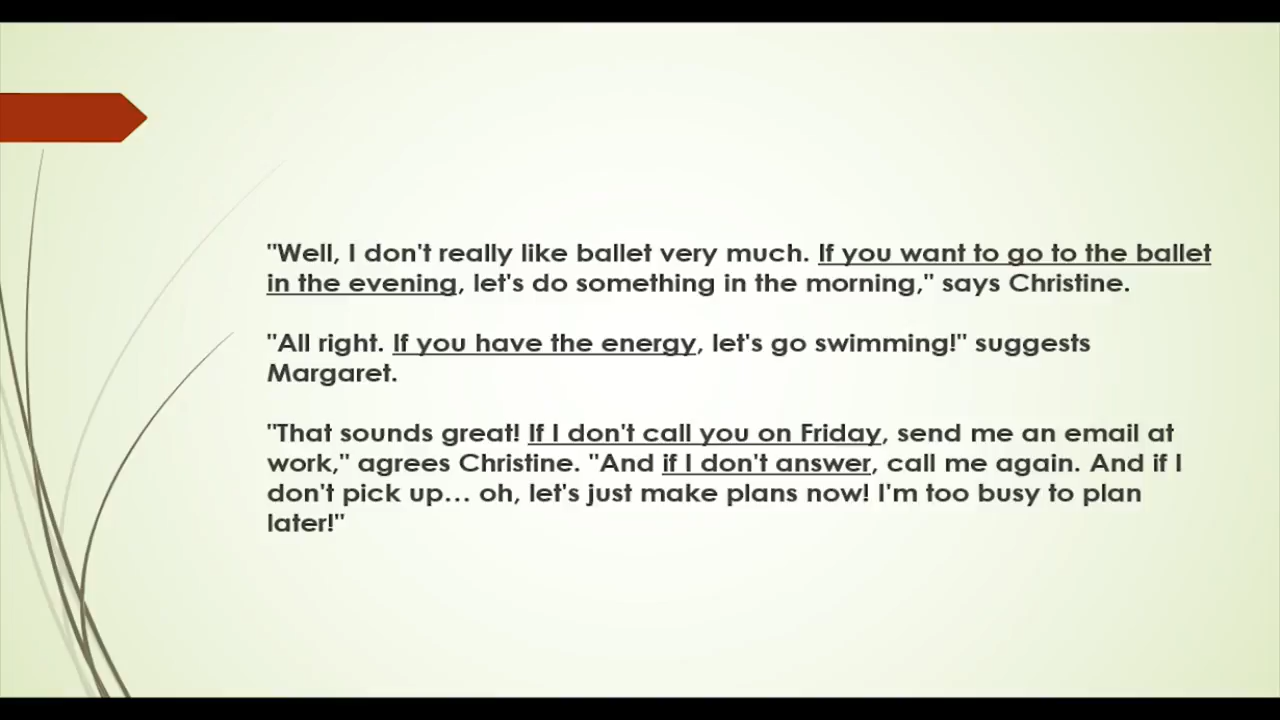 "Well, I don't really like ballet very much. If you want to go to the ballet
in the evening, let's do something in the morning," says Christine.
"All right. If you have the energy, let's go swimming!" suggests
Margaret.
"That sounds great! If I don't call you on Friday, send me an email at
work," agrees Christine. "And if I don't answer, call me again. And if I
don't pick up... oh, let's just make plans now! I'm too busy to plan
later!"